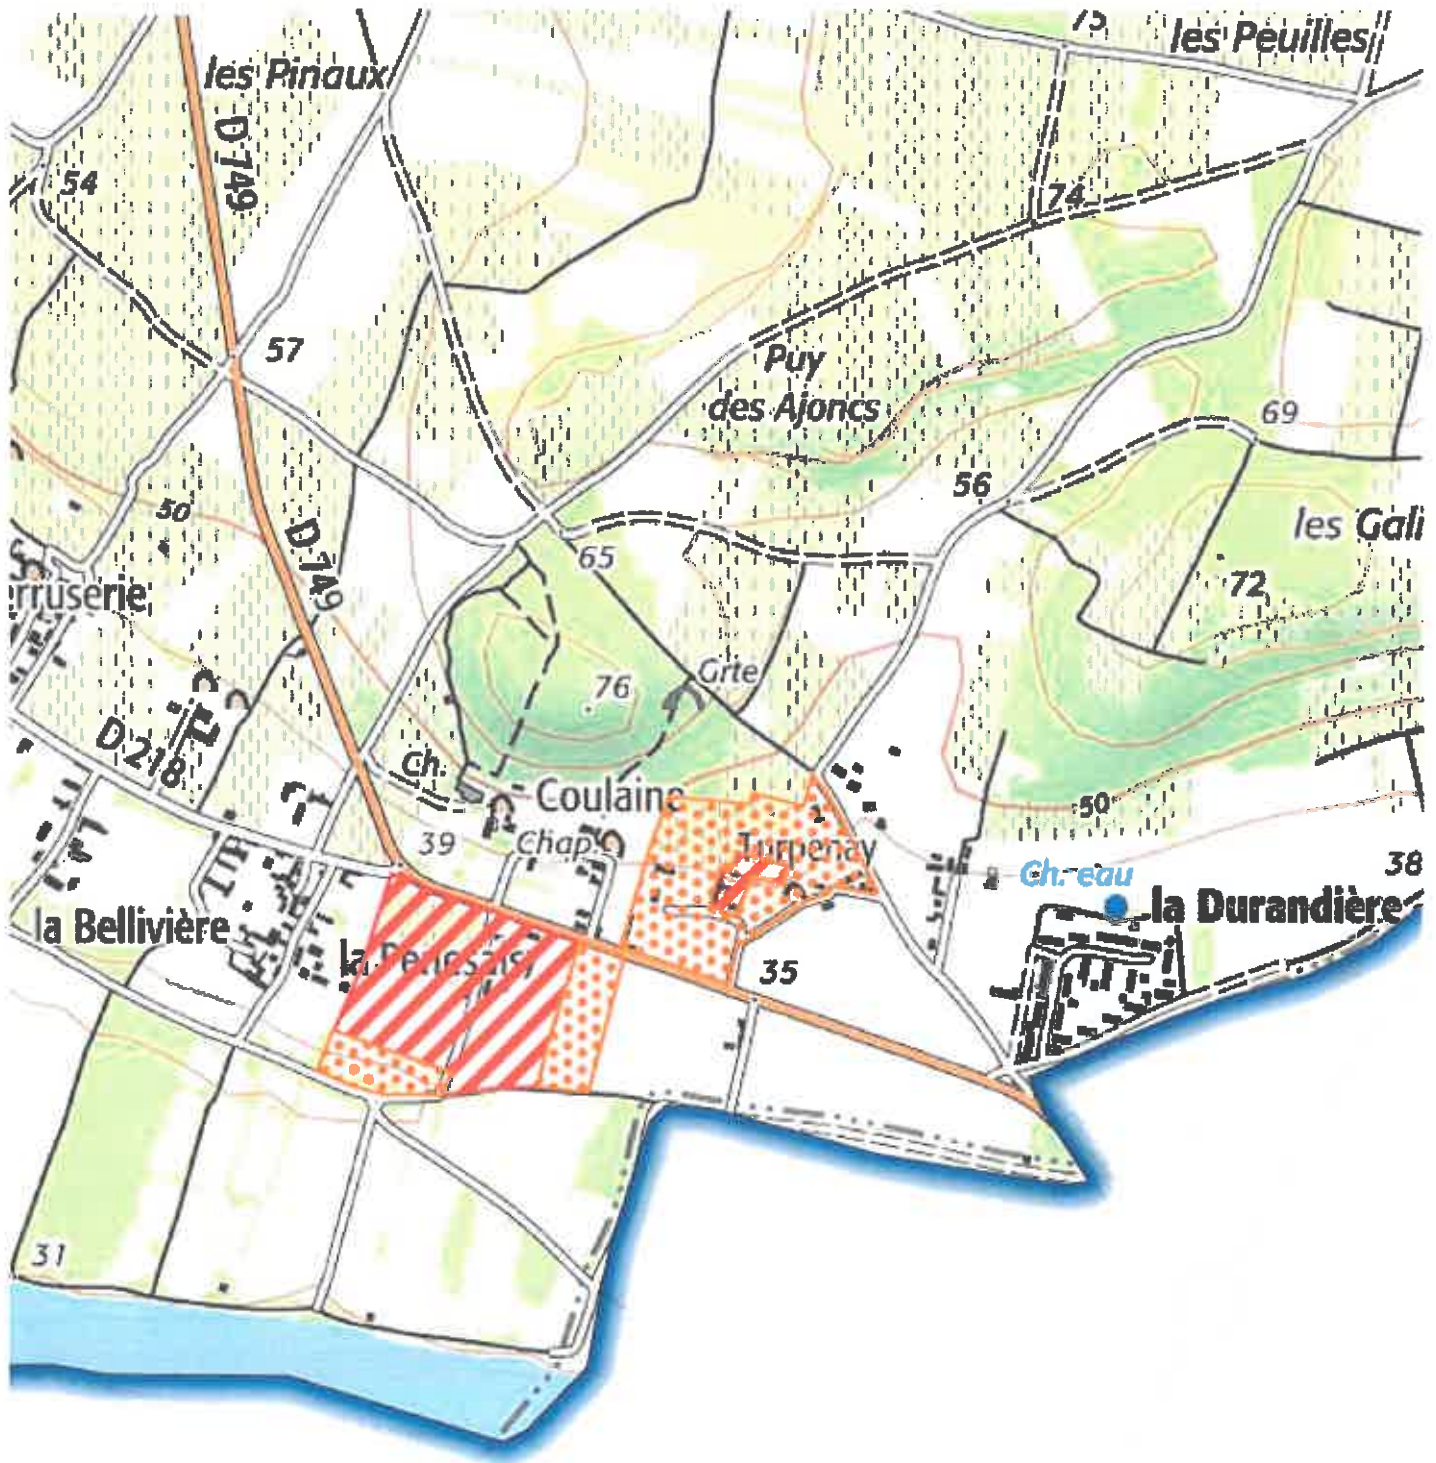 75
les Peuilles
les Pinaux
D 749
54
74
57
Puy
des Ajoncs
69
56
50
les Gali
D 749
65
erruserie
72
76
Grte
D 218
Ch.
Coulaine
50
39
Chap.
Turpenay
38
Ch. eau
la Durandière
la Bellivière
35
31